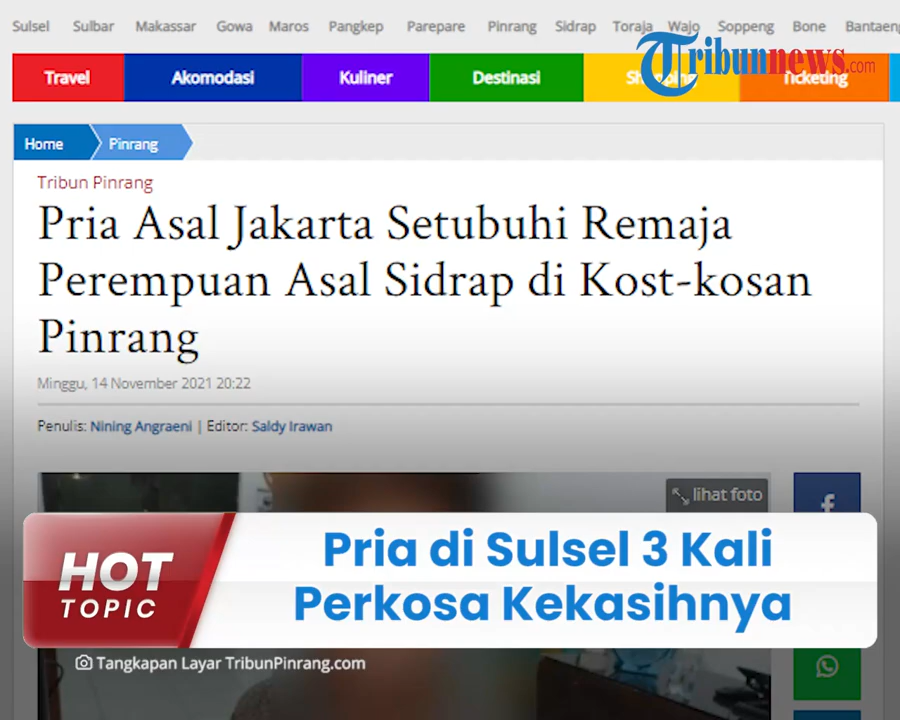 Sulsel Sulbar Makassar Gowa Maros Pangkep Parepare Pinrang Sidrap Toraja Wajo Soppeng Bone Bantaeng
Tribunnews.com
Travel Akomodasi Kuliner Destinasi Shopping Ticketing
Home Pinrang
Tribun Pinrang
Pria Asal Jakarta Setubuhi Remaja
Perempuan Asal Sidrap di Kost-kosan
Pinrang
Minggu, 14 November 2021 20:22
Penulis: Nining Angraeni | Editor: Saldy Irawan
lihat foto
f
HOT
TOPIC
Pria di Sulsel 3 Kali
Perkosa Kekasihnya
Tangkapan Layar TribunPinrang.com